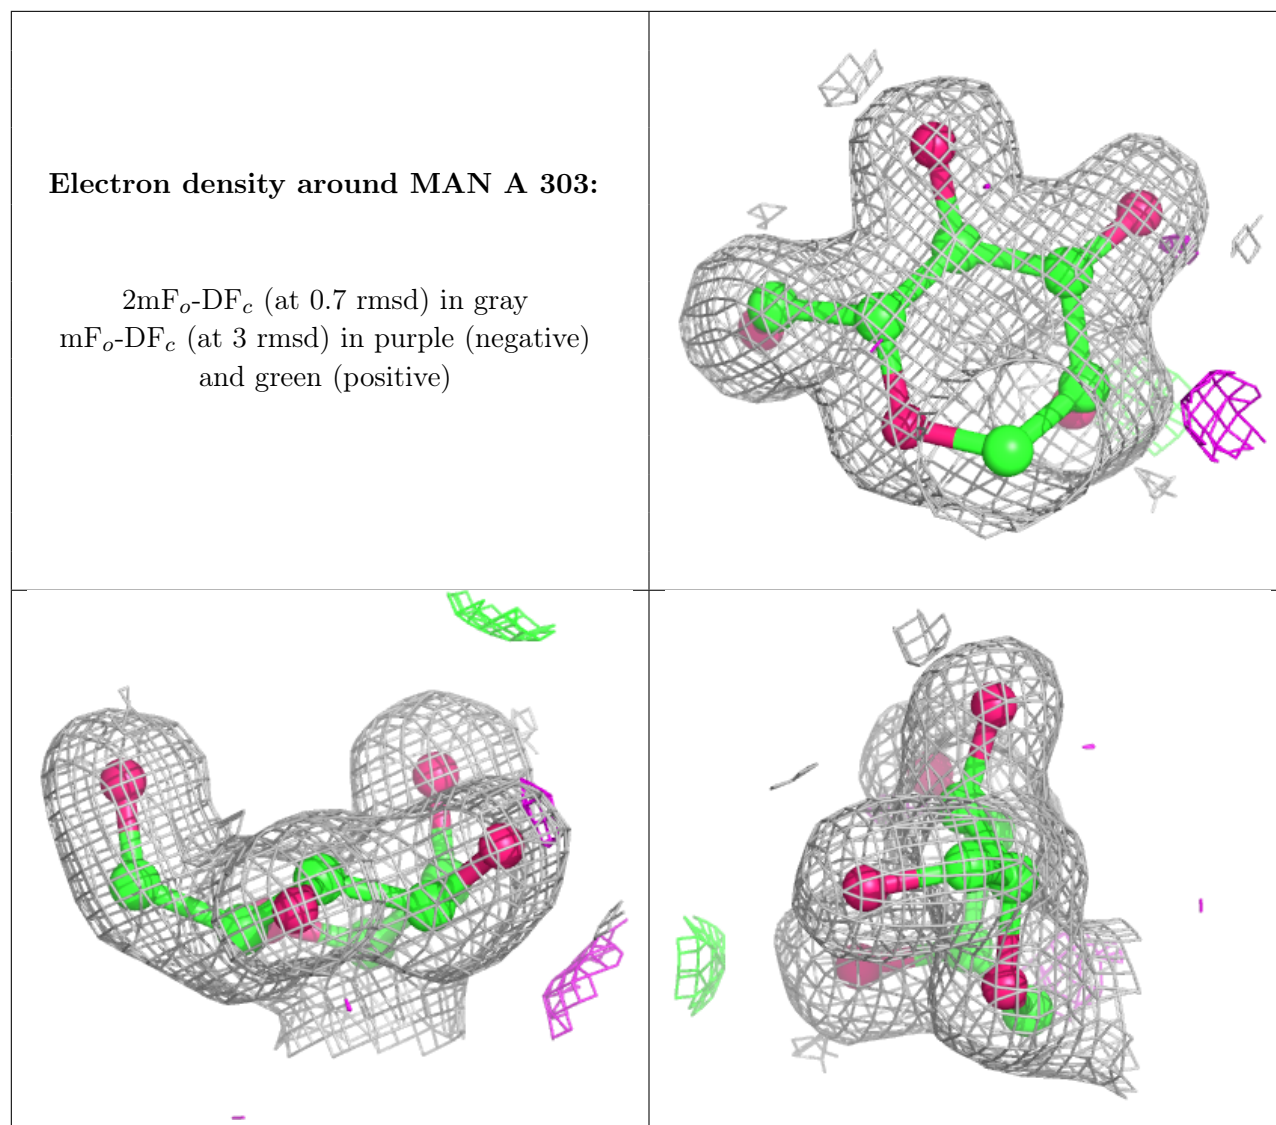 Electron density around MAN A 303:
2mFₒ-DF𝒸 (at 0.7 rmsd) in gray
mFₒ-DF𝒸 (at 3 rmsd) in purple (negative)
and green (positive)